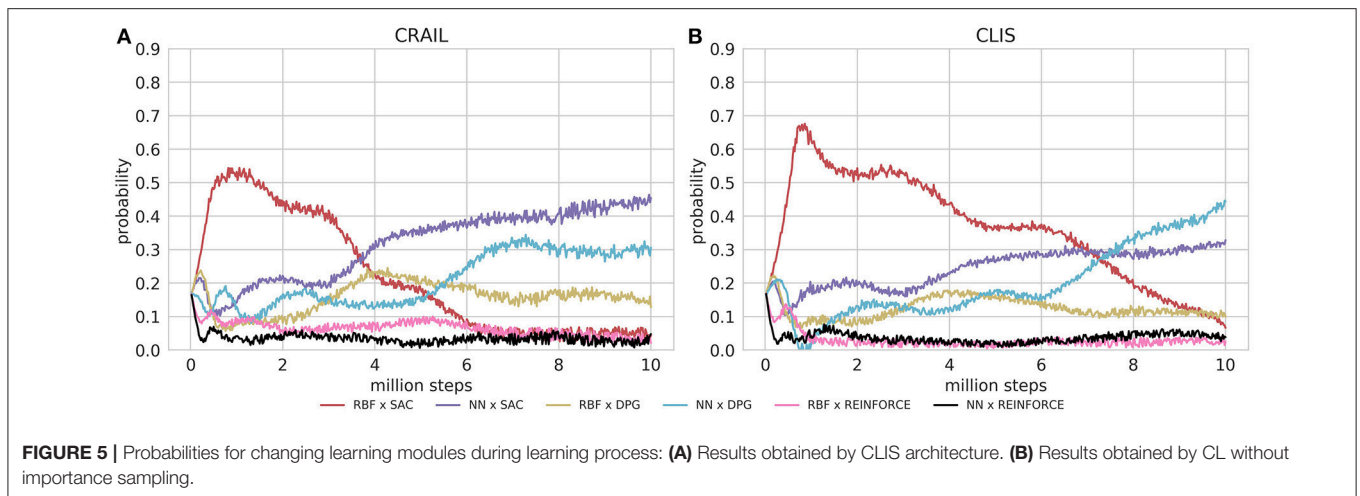 A CRAIL
0.9
0.8
0.7
0.6
0.5
0.4
0.3
0.2
0.1
0.0
probability
0 2 4 6 8 10
million steps
B CLIS
0.9
0.8
0.7
0.6
0.5
0.4
0.3
0.2
0.1
0.0
probability
0 2 4 6 8 10
million steps
RBF x SAC NN x SAC RBF x DPG NN x DPG RBF x REINFORCE NN x REINFORCE
FIGURE 5 | Probabilities for changing learning modules during learning process: (A) Results obtained by CLIS architecture. (B) Results obtained by CL without
importance sampling.